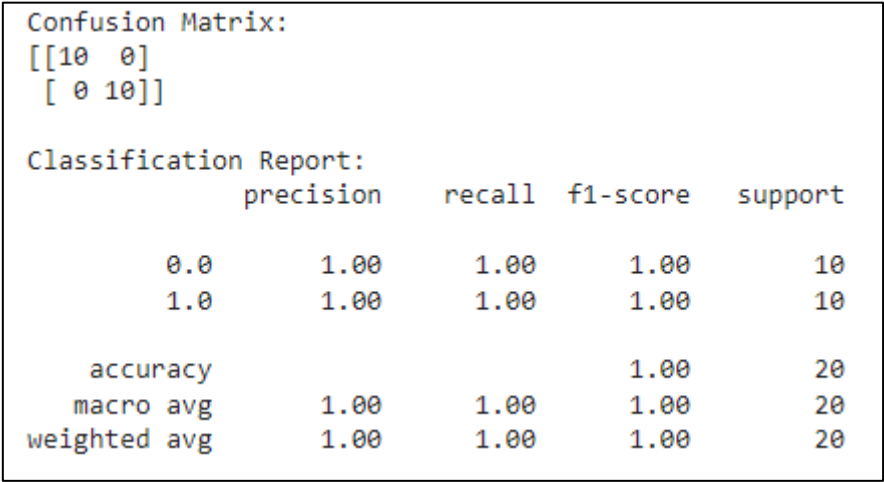 Confusion Matrix:
[[10  0]
 [ 0 10]]
Classification Report:
              precision    recall  f1-score   support
         0.0       1.00      1.00      1.00        10
         1.0       1.00      1.00      1.00        10
    accuracy                           1.00        20
   macro avg       1.00      1.00      1.00        20
weighted avg       1.00      1.00      1.00        20